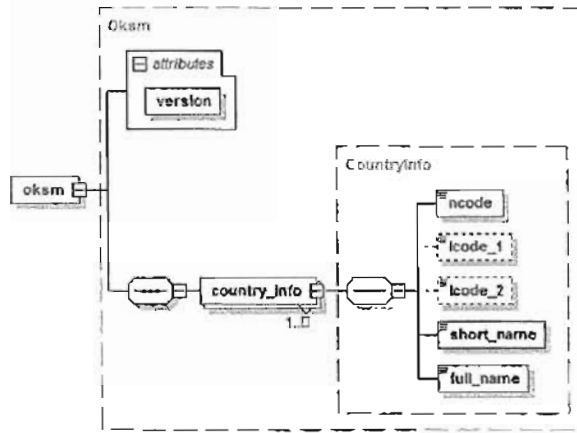 Oksm
attributes
version
oksm
CountryInfo
ncode
lcode_1
country_info
lcode_2
1..
short_name
full_name